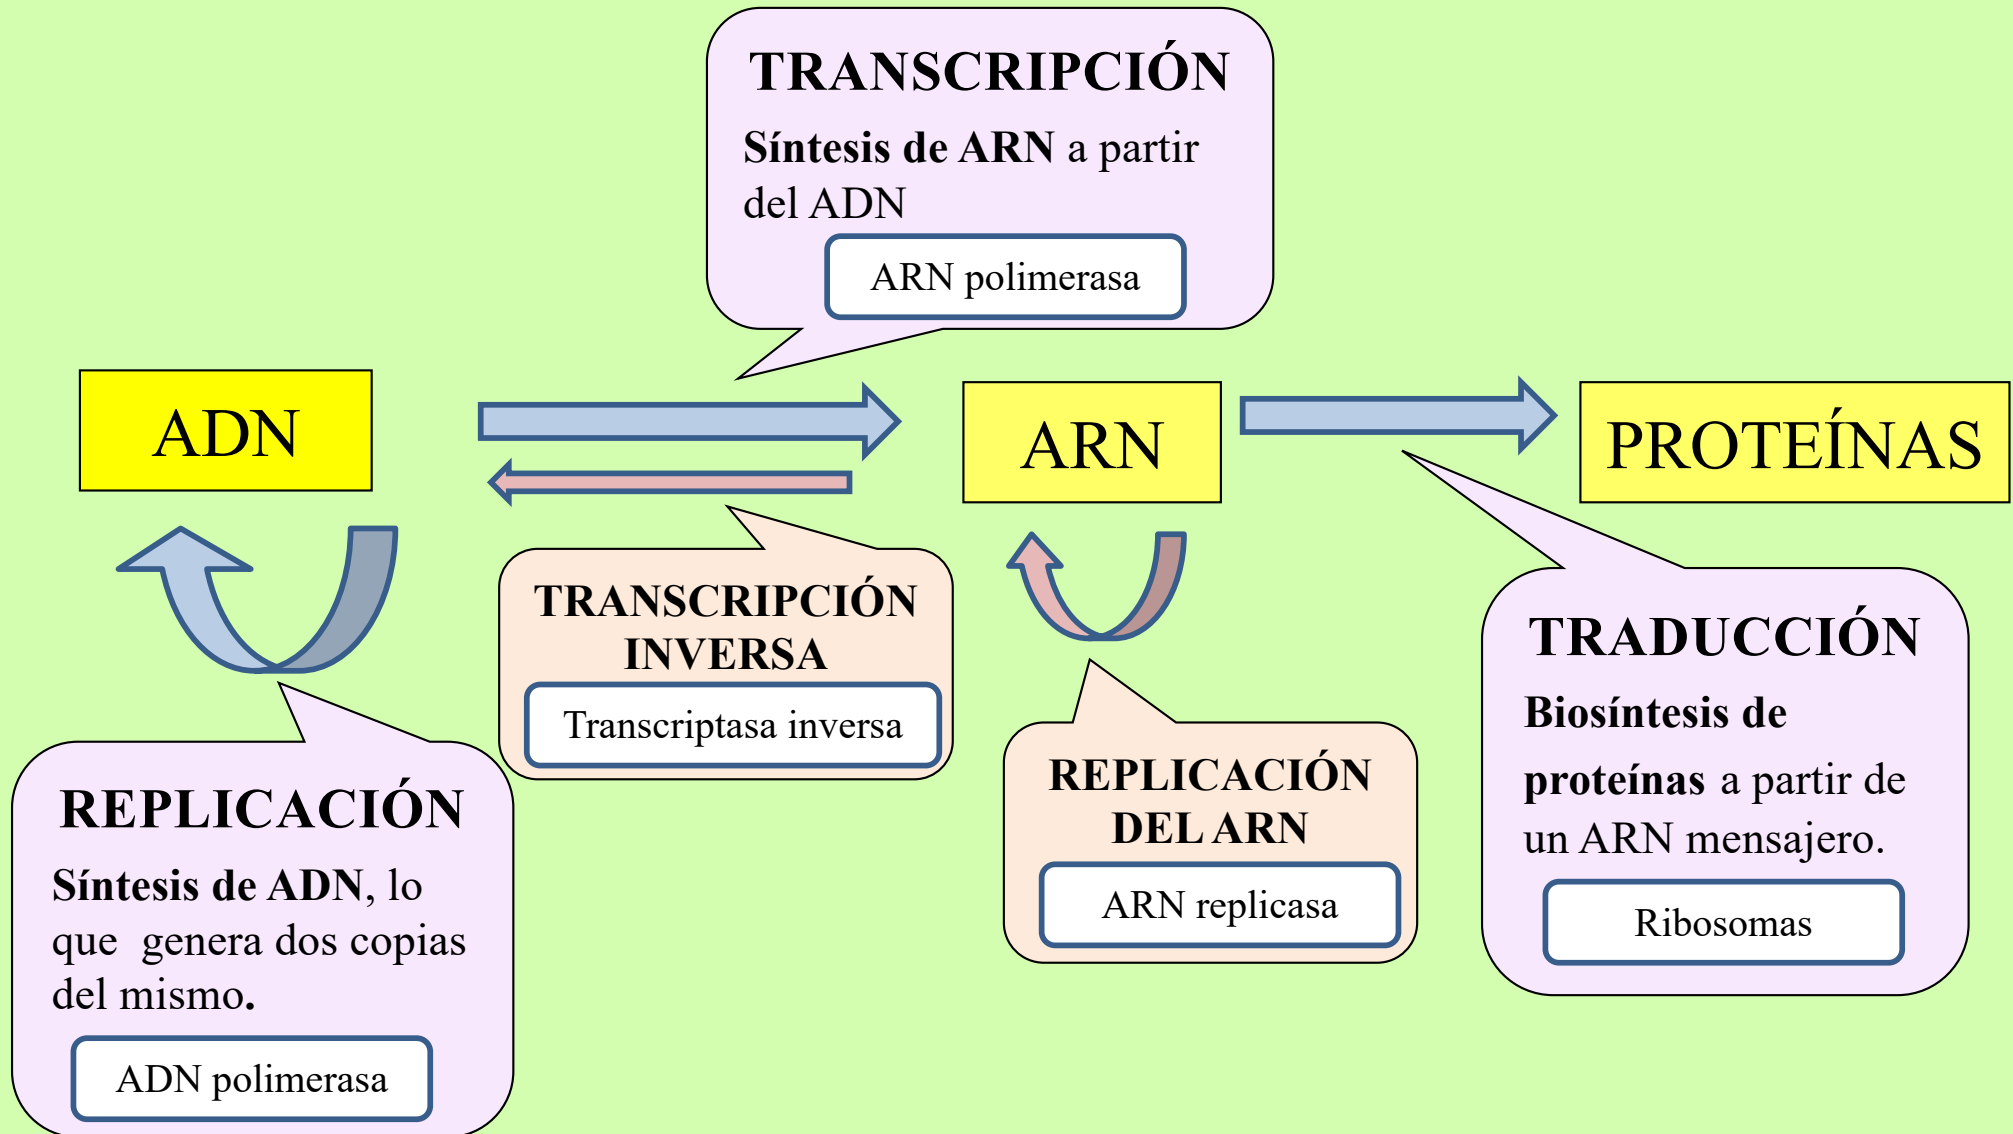 TRANSCRIPCIÓN
Síntesis de ARN a partir
del ADN
ARN polimerasa
ADN
ARN
PROTEÍNAS
TRANSCRIPCIÓN
INVERSA
Transcriptasa inversa
REPLICACIÓN
DEL ARN
ARN replicasa
TRADUCCIÓN
Biosíntesis de
proteínas a partir de
un ARN mensajero.
Ribosomas
REPLICACIÓN
Síntesis de ADN, lo
que genera dos copias
del mismo.
ADN polimerasa